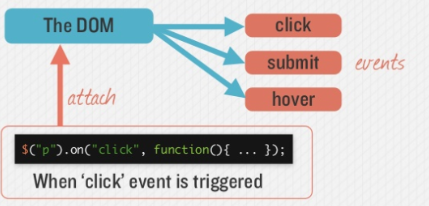 The DOM
click
submit
events
hover
attach
$("p").on("click", function(){ ... });
When ‘click’ event is triggered